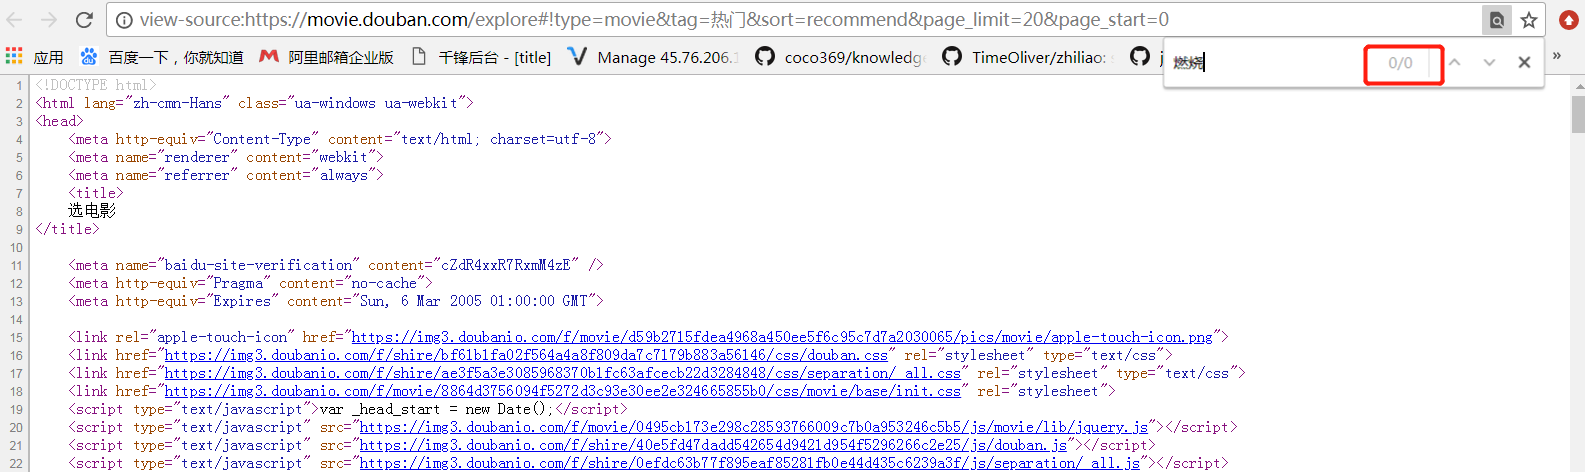 view-source:https://movie.douban.com/explore#!type=movie&tag=热门&sort=recommend&page_limit=20&page_start=0
应用 百度一下，你就知道 阿里邮箱企业版 千锋后台 - [title] Manage 45.76.206.1 coco369/knowledge TimeOliver/zhiliao: »
燃烧 0/0
1 <!DOCTYPE html>
2 <html lang="zh-cmn-Hans" class="ua-windows ua-webkit">
3 <head>
4 <meta http-equiv="Content-Type" content="text/html; charset=utf-8">
5 <meta name="renderer" content="webkit">
6 <meta name="referrer" content="always">
7 <title>
8 选电影
9 </title>
10
11 <meta name="baidu-site-verification" content="cZdR4xxR7RxmM4zE" />
12 <meta http-equiv="Pragma" content="no-cache">
13 <meta http-equiv="Expires" content="Sun, 6 Mar 2005 01:00:00 GMT">
14
15 <link rel="apple-touch-icon" href="https://img3.doubanio.com/f/movie/d59b2715fdea4968a450ee5f6c95c7d7a2030065/pics/movie/apple-touch-icon.png">
16 <link href="https://img3.doubanio.com/f/shire/bf61b1fa02f564a4a8f809da7c7179b883a56146/css/douban.css" rel="stylesheet" type="text/css">
17 <link href="https://img3.doubanio.com/f/shire/ae3f5a3e3085968370b1fc63afcecb22d3284848/css/separation/_all.css" rel="stylesheet" type="text/css">
18 <link href="https://img3.doubanio.com/f/movie/8864d3756094f5272d3c93e30ee2e324665855b0/css/movie/base/init.css" rel="stylesheet">
19 <script type="text/javascript">var _head_start = new Date();</script>
20 <script type="text/javascript" src="https://img3.doubanio.com/f/movie/0495cb173e298c28593766009c7b0a953246c5b5/js/movie/lib/jquery.js"></script>
21 <script type="text/javascript" src="https://img3.doubanio.com/f/shire/40e5fd47dadd542654d9421d954f5296266c2e25/js/douban.js"></script>
22 <script type="text/javascript" src="https://img3.doubanio.com/f/shire/0efdc63b77f895eaf85281fb0e44d435c6239a3f/js/separation/_all.js"></script>